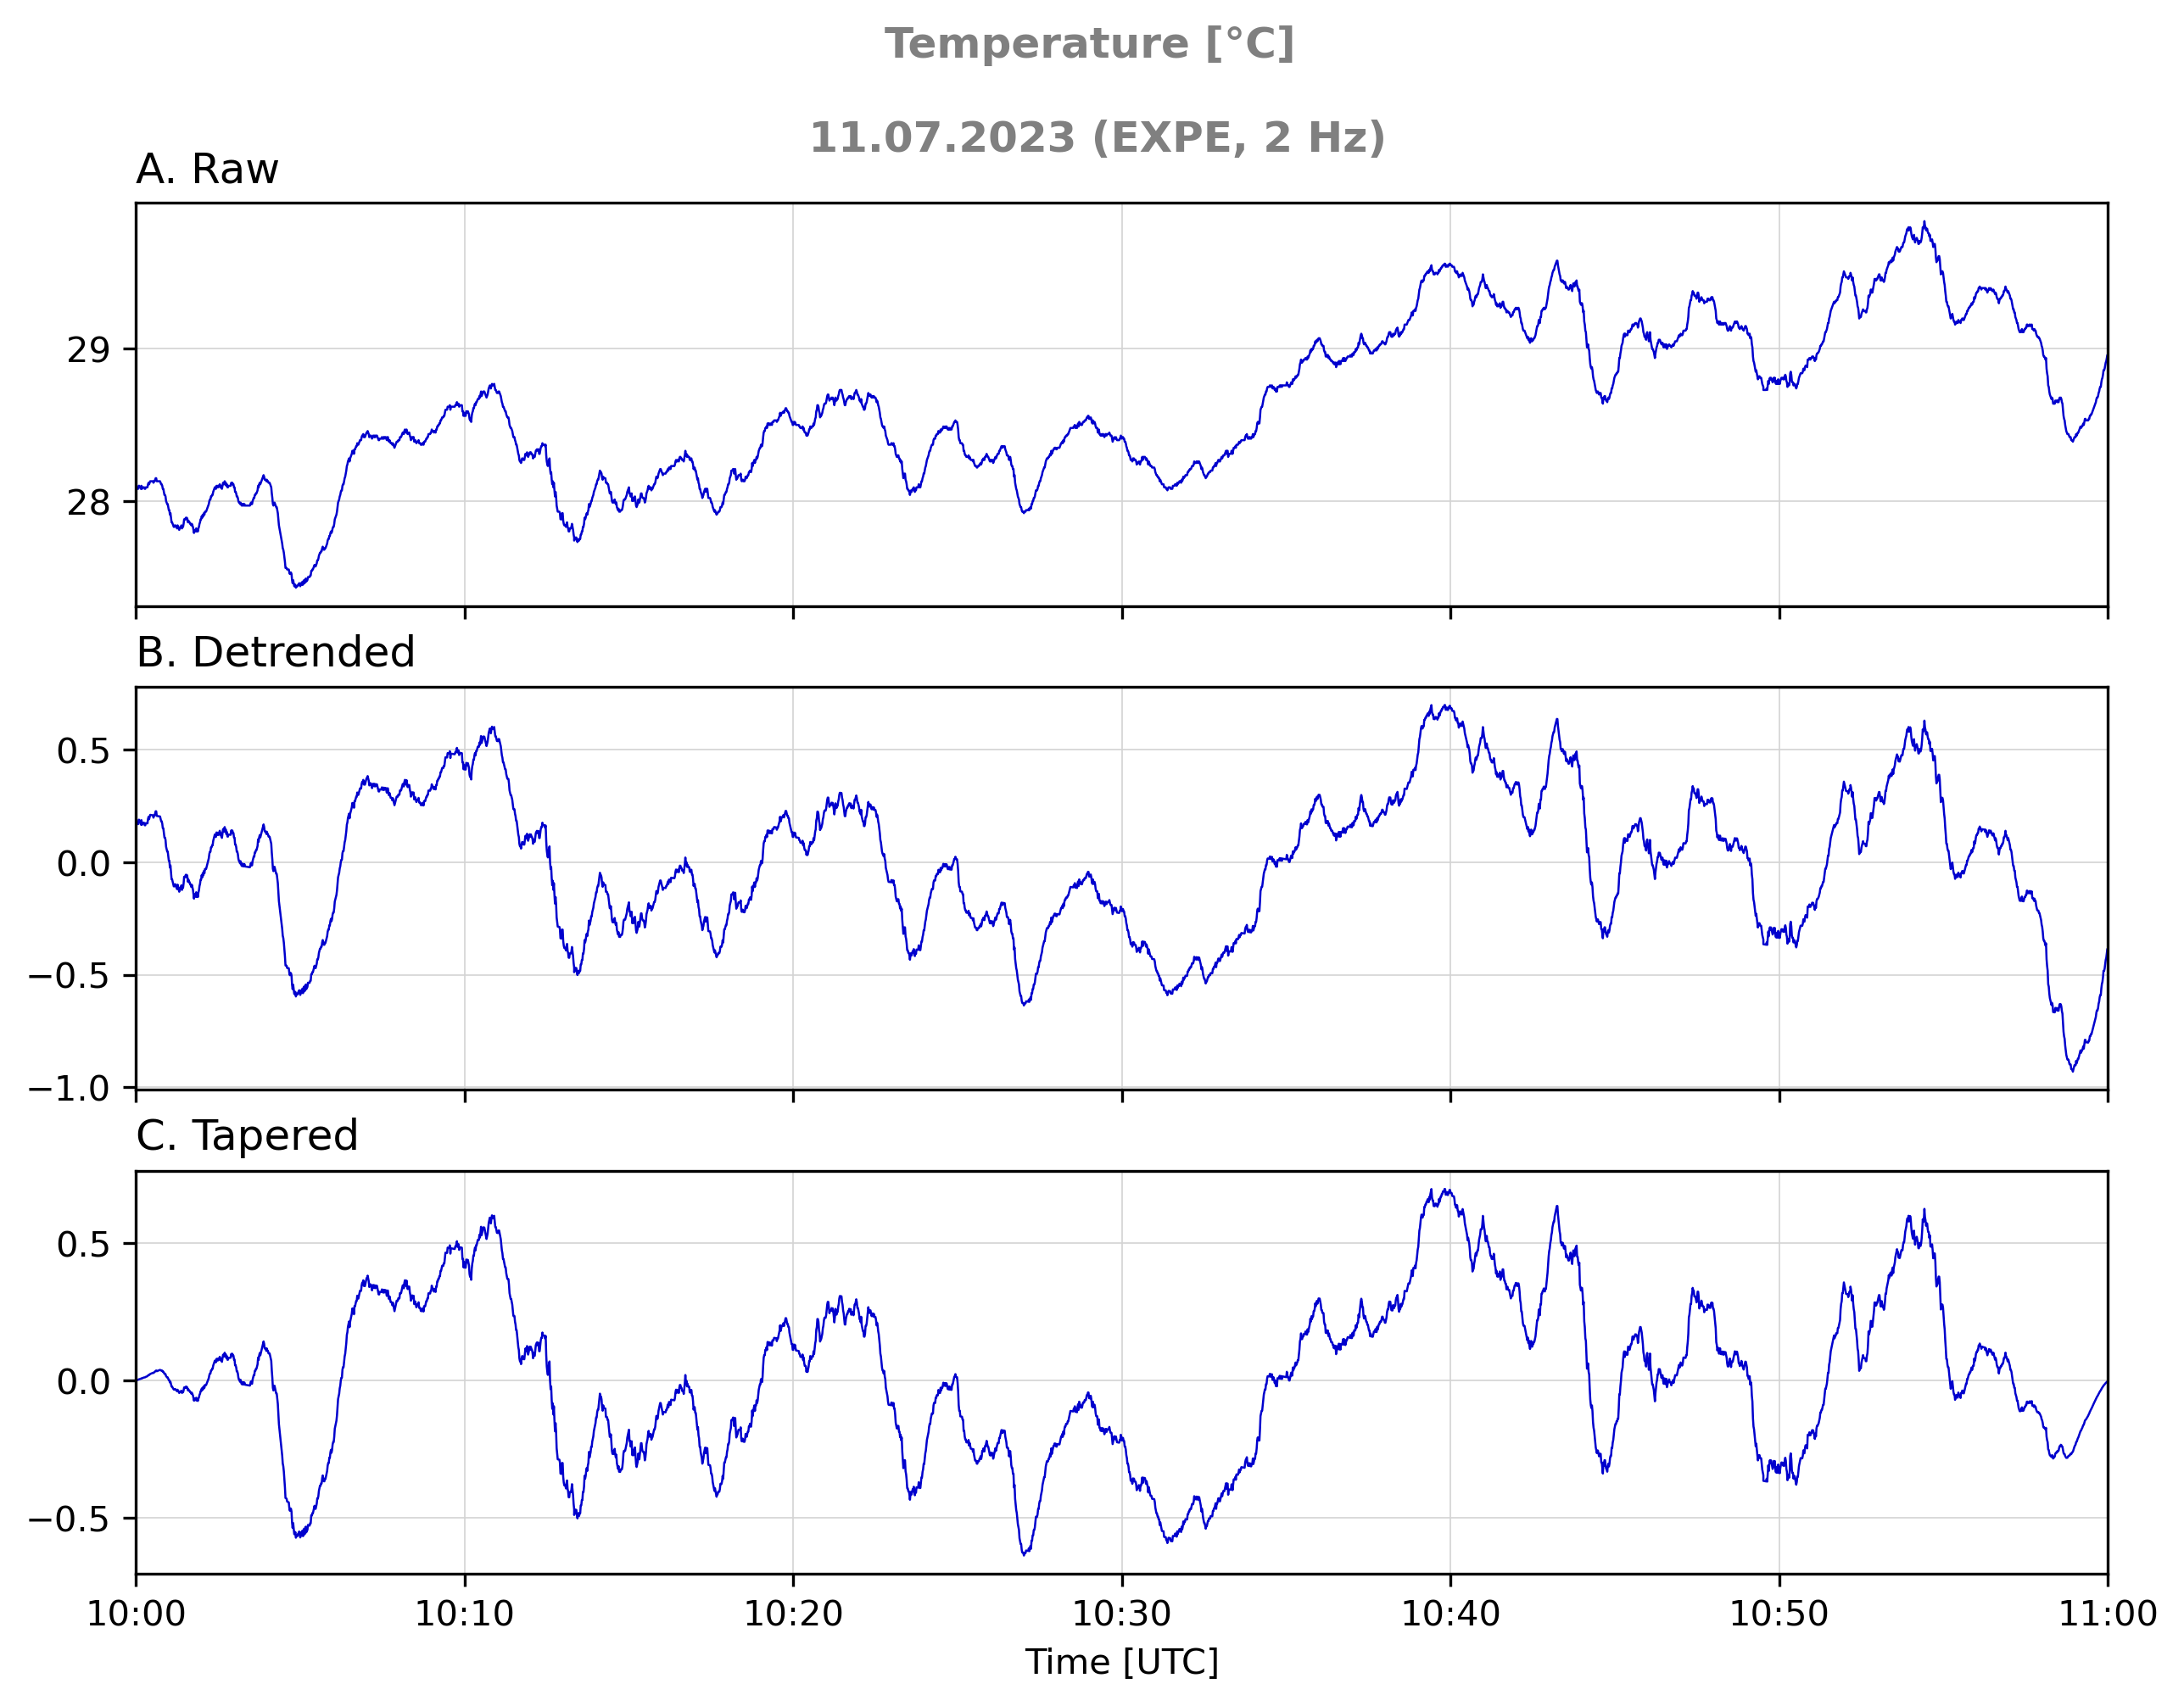 Temperature [°C]
11.07.2023 (EXPE, 2 Hz)
A. Raw
29
28
B. Detrended
0.5
0.0
−0.5
−1.0
C. Tapered
0.5
0.0
−0.5
10:00 10:10 10:20 10:30 10:40 10:50 11:00
Time [UTC]